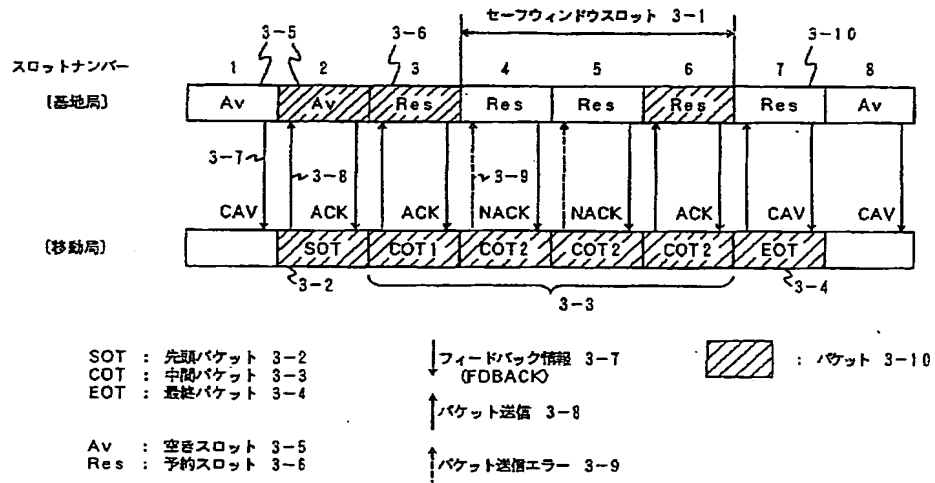 セーフウィンドウスロット 3-1
3-5 3-6 3-10
スロットナンバー 1 2 3 4 5 6 7 8
[基地局] Av Av Res Res Res Res Res Av
3-7 3-8 3-9
CAV ACK ACK NACK NACK ACK CAV CAV
[移動局] SOT COT1 COT2 COT2 COT2 EOT
3-2 3-3 3-4
SOT : 先頭パケット 3-2
COT : 中間パケット 3-3
EOT : 最終パケット 3-4
Av : 空きスロット 3-5
Res : 予約スロット 3-6
フィードバック情報 3-7
(FDBACK)
パケット送信 3-8
パケット送信エラー 3-9
: パケット 3-10